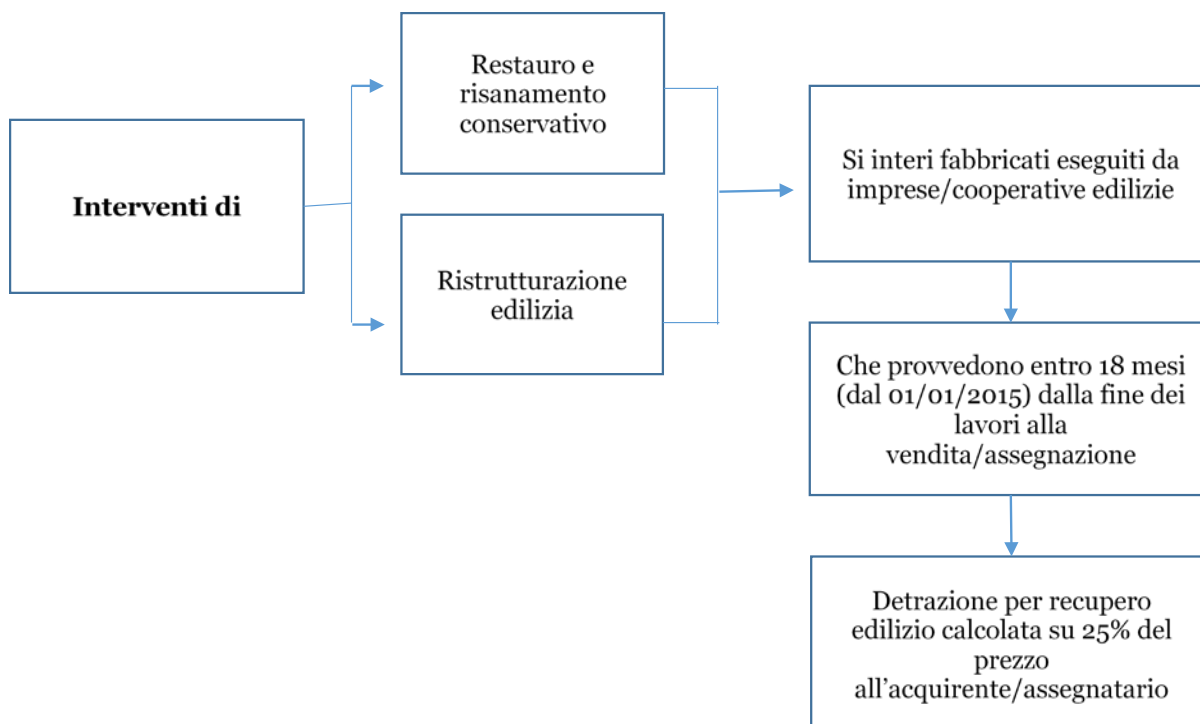 Interventi di
Restauro e
risanamento
conservativo
Ristrutturazione
edilizia
Si interi fabbricati eseguiti da
imprese/cooperative edilizie
Che provvedono entro 18 mesi
(dal 01/01/2015) dalla fine dei
lavori alla
vendita/assegnazione
Detrazione per recupero
edilizio calcolata su 25% del
prezzo
all’acquirente/assegnatario